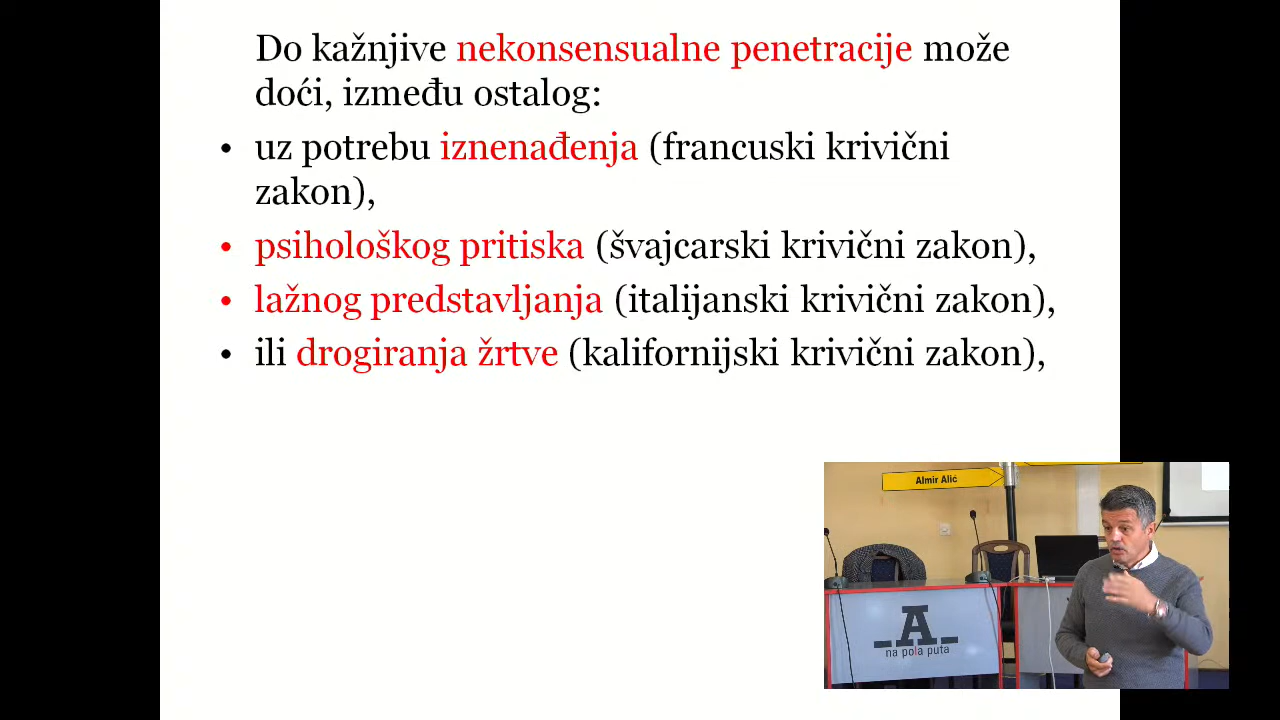 Do kažnjive nekonsensualne penetracije može
doći, između ostalog:
• uz potrebu iznenađenja (francuski krivični
zakon),
• psihološkog pritiska (švajcarski krivični zakon),
• lažnog predstavljanja (italijanski krivični zakon),
• ili drogiranja žrtve (kalifornijski krivični zakon),
Almir Alić
_A_
na pola puta